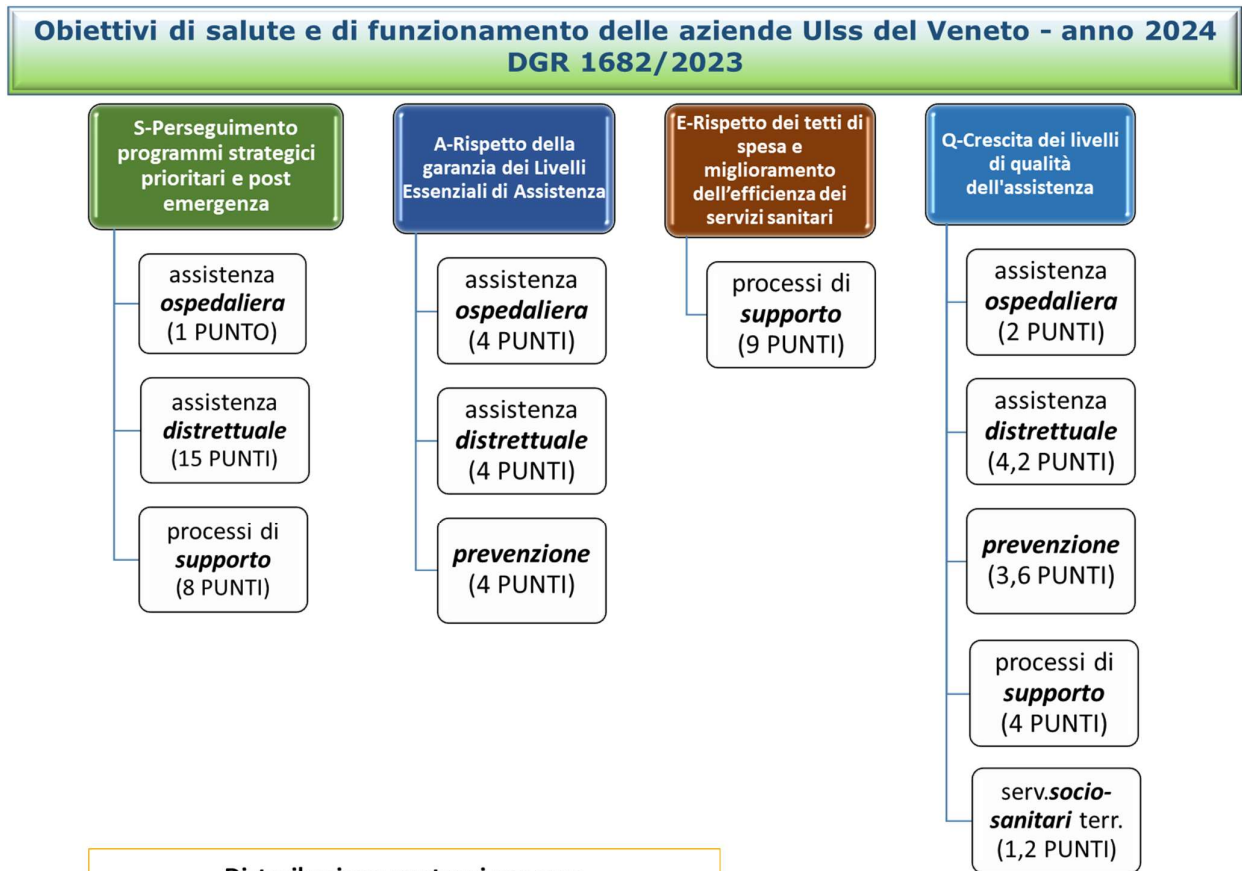 Obiettivi di salute e di funzionamento delle aziende Ulss del Veneto - anno 2024
DGR 1682/2023
S-Perseguimento
programmi strategici
prioritari e post
emergenza
assistenza
ospedaliera
(1 PUNTO)
assistenza
distrettuale
(15 PUNTI)
processi di
supporto
(8 PUNTI)
A-Rispetto della
garanzia dei Livelli
Essenziali di Assistenza
assistenza
ospedaliera
(4 PUNTI)
assistenza
distrettuale
(4 PUNTI)
prevenzione
(4 PUNTI)
E-Rispetto dei tetti di
spesa e
miglioramento
dell’efficienza dei
servizi sanitari
processi di
supporto
(9 PUNTI)
Q-Crescita dei livelli
di qualità
dell'assistenza
assistenza
ospedaliera
(2 PUNTI)
assistenza
distrettuale
(4,2 PUNTI)
prevenzione
(3,6 PUNTI)
processi di
supporto
(4 PUNTI)
serv.socio-
sanitari terr.
(1,2 PUNTI)